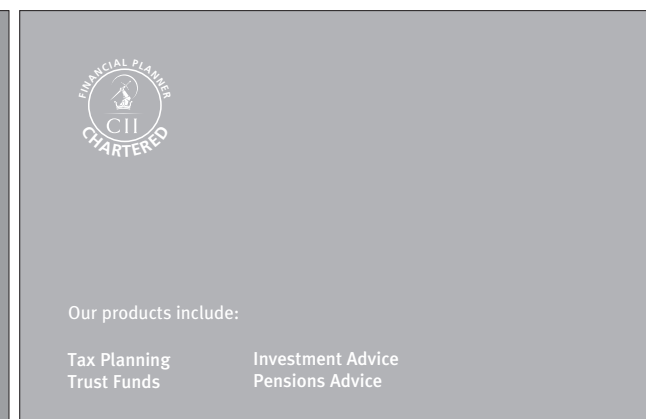 FINANCIAL PLANNER
CII
CHARTERED
Our products include:
Tax Planning
Trust Funds
Investment Advice
Pensions Advice